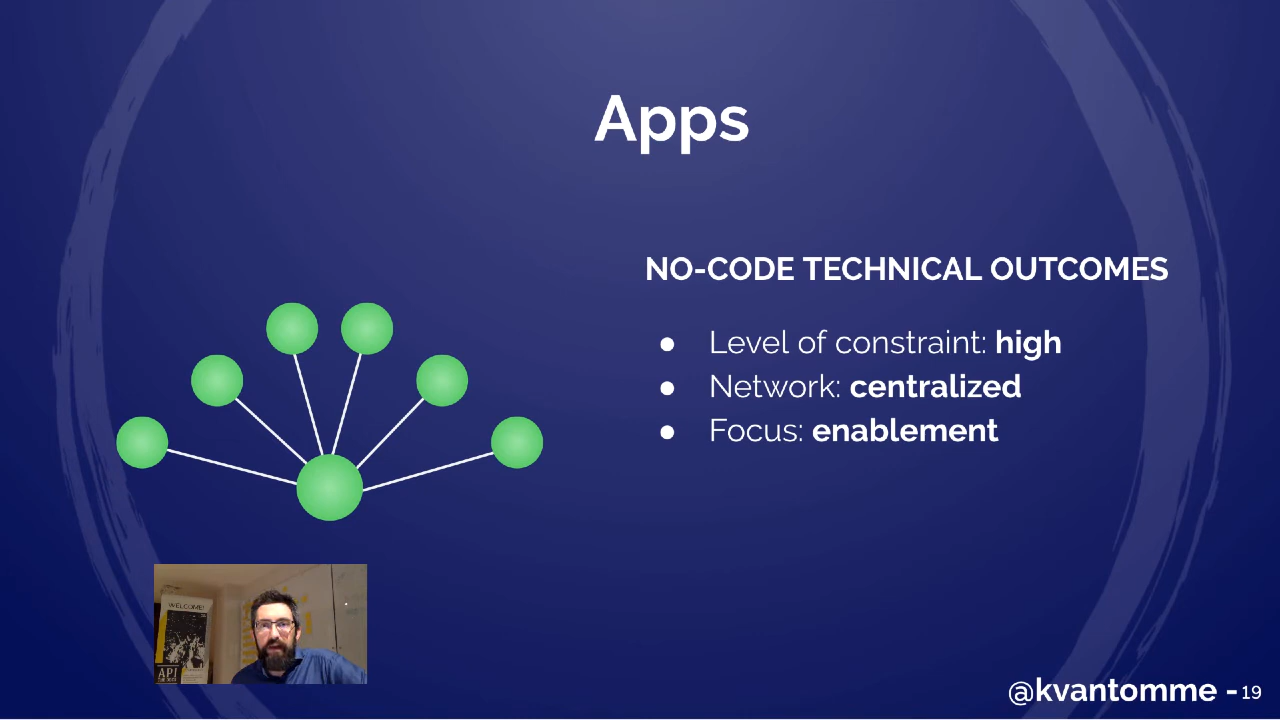 Apps
NO-CODE TECHNICAL OUTCOMES
● Level of constraint: high
● Network: centralized
● Focus: enablement
WELCOME!
API
@kvantomme - 19